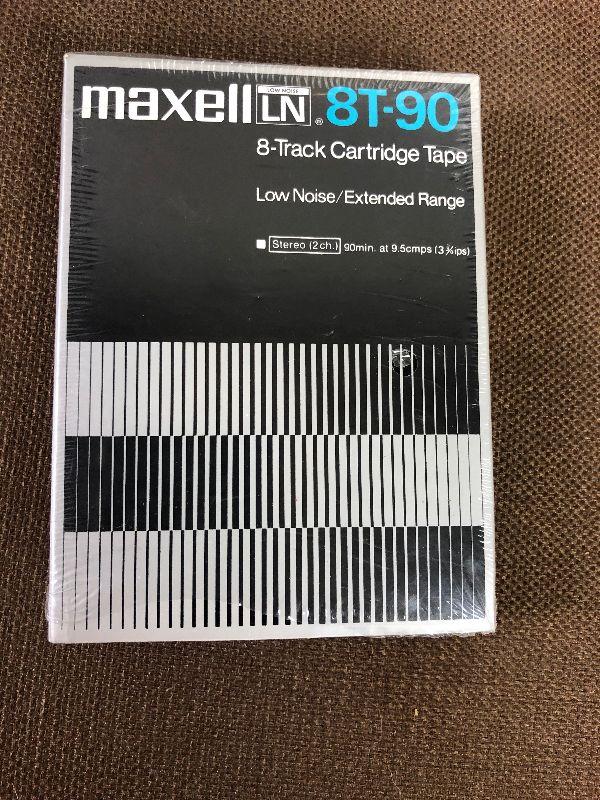 maxell LOW NOISE LN ® 8T-90
8-Track Cartridge Tape
Low Noise/Extended Range
■ Stereo (2ch.) 90min. at 9.5cmps (3¾ips)